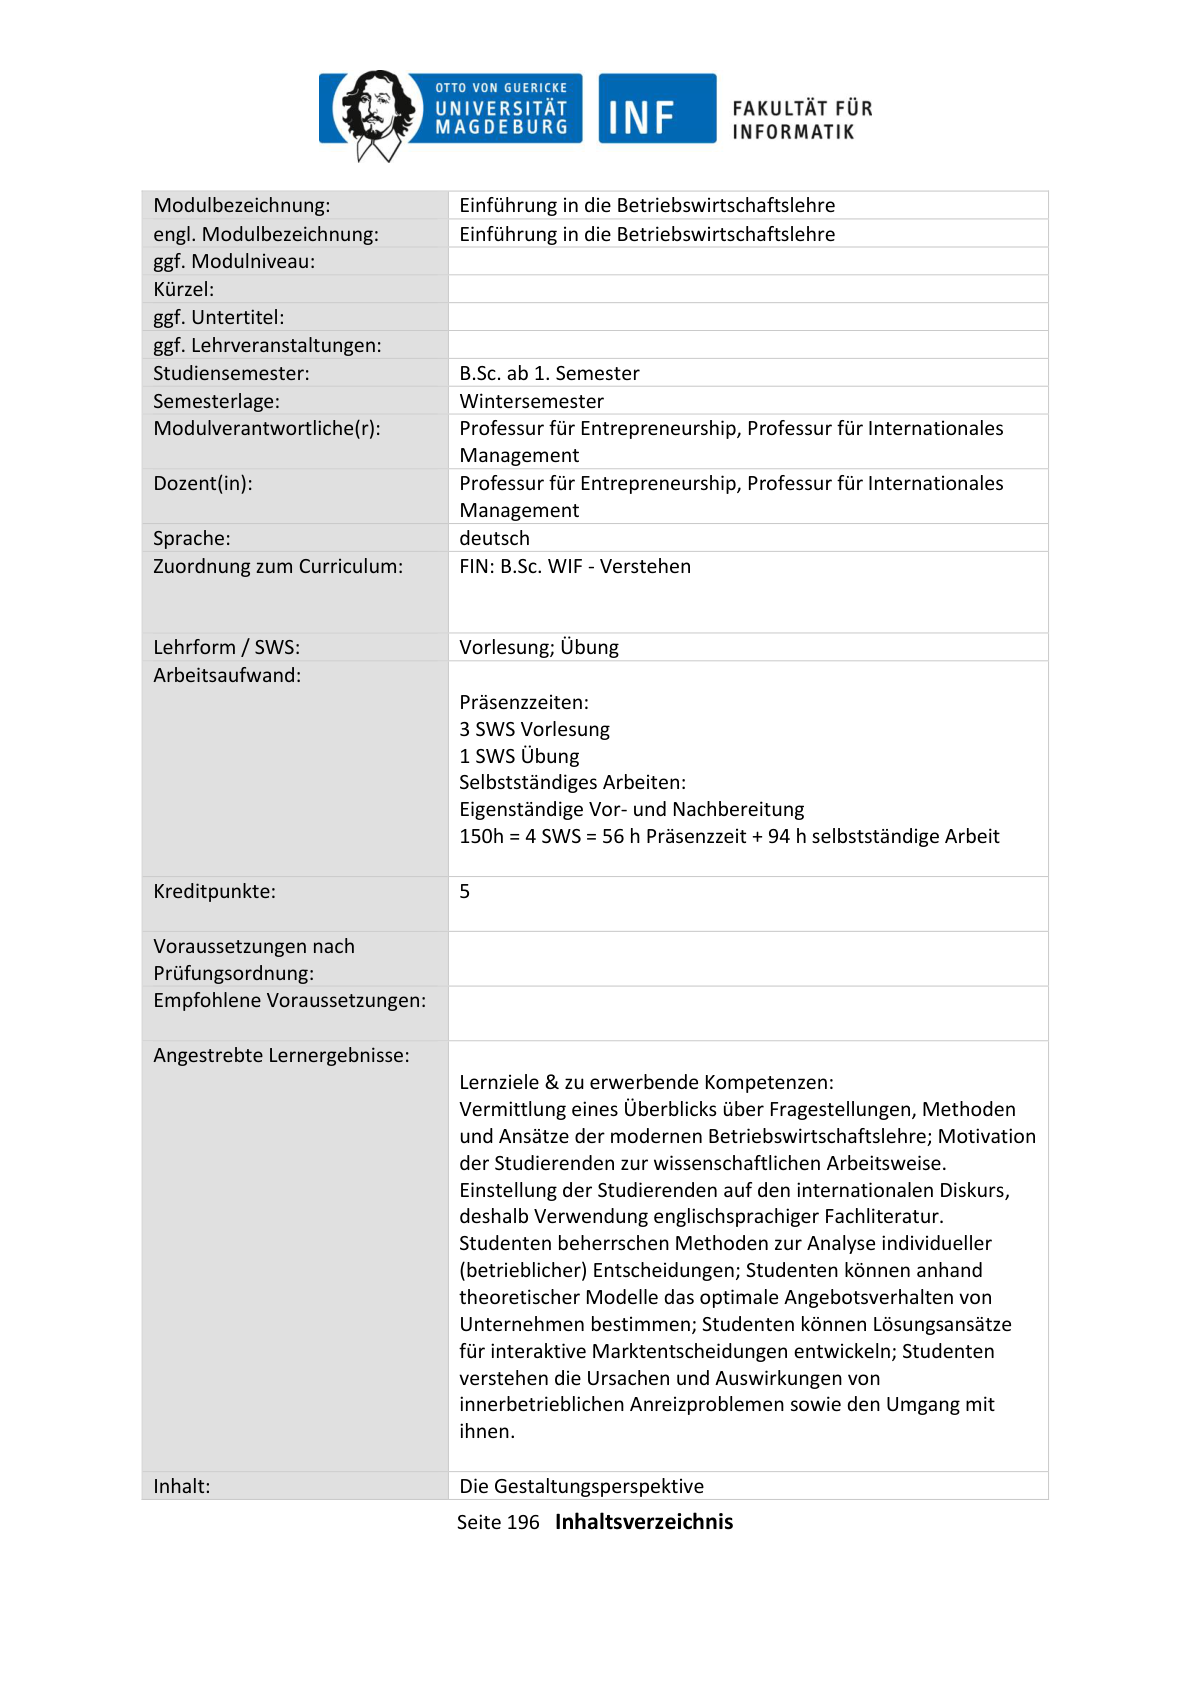 OTTO VON GUERICKE
UNIVERSITÄT
MAGDEBURG
INF
FAKULTÄT FÜR
INFORMATIK
Modulbezeichnung: Einführung in die Betriebswirtschaftslehre
engl. Modulbezeichnung: Einführung in die Betriebswirtschaftslehre
ggf. Modulniveau:
Kürzel:
ggf. Untertitel:
ggf. Lehrveranstaltungen:
Studiensemester: B.Sc. ab 1. Semester
Semesterlage: Wintersemester
Modulverantwortliche(r): Professur für Entrepreneurship, Professur für Internationales
Management
Dozent(in): Professur für Entrepreneurship, Professur für Internationales
Management
Sprache: deutsch
Zuordnung zum Curriculum: FIN: B.Sc. WIF - Verstehen
Lehrform / SWS: Vorlesung; Übung
Arbeitsaufwand:
Präsenzzeiten:
3 SWS Vorlesung
1 SWS Übung
Selbstständiges Arbeiten:
Eigenständige Vor- und Nachbereitung
150h = 4 SWS = 56 h Präsenzzeit + 94 h selbstständige Arbeit
Kreditpunkte: 5
Voraussetzungen nach
Prüfungsordnung:
Empfohlene Voraussetzungen:
Angestrebte Lernergebnisse:
Lernziele & zu erwerbende Kompetenzen:
Vermittlung eines Überblicks über Fragestellungen, Methoden
und Ansätze der modernen Betriebswirtschaftslehre; Motivation
der Studierenden zur wissenschaftlichen Arbeitsweise.
Einstellung der Studierenden auf den internationalen Diskurs,
deshalb Verwendung englischsprachiger Fachliteratur.
Studenten beherrschen Methoden zur Analyse individueller
(betrieblicher) Entscheidungen; Studenten können anhand
theoretischer Modelle das optimale Angebotsverhalten von
Unternehmen bestimmen; Studenten können Lösungsansätze
für interaktive Marktentscheidungen entwickeln; Studenten
verstehen die Ursachen und Auswirkungen von
innerbetrieblichen Anreizproblemen sowie den Umgang mit
ihnen.
Inhalt: Die Gestaltungsperspektive
Seite 196 Inhaltsverzeichnis